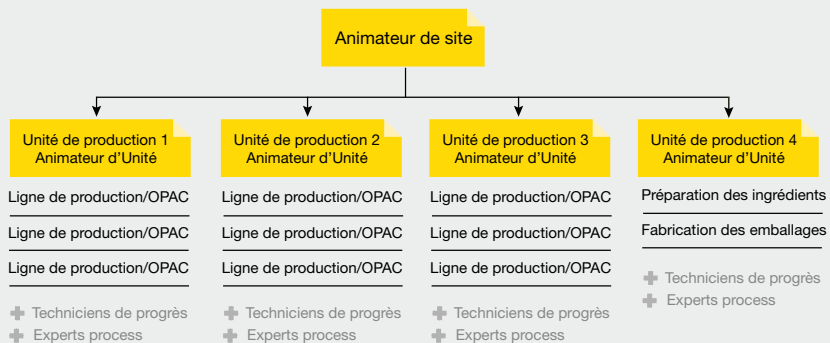 Animateur de site
Unité de production 1
Animateur d’Unité
Ligne de production/OPAC
Ligne de production/OPAC
Ligne de production/OPAC
Techniciens de progrès
Experts process
Unité de production 2
Animateur d’Unité
Ligne de production/OPAC
Ligne de production/OPAC
Ligne de production/OPAC
Techniciens de progrès
Experts process
Unité de production 3
Animateur d’Unité
Ligne de production/OPAC
Ligne de production/OPAC
Ligne de production/OPAC
Techniciens de progrès
Experts process
Unité de production 4
Animateur d’Unité
Préparation des ingrédients
Fabrication des emballages
Techniciens de progrès
Experts process